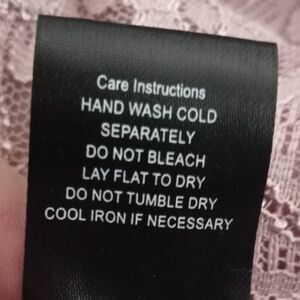 Care Instructions
HAND WASH COLD
SEPARATELY
DO NOT BLEACH
LAY FLAT TO DRY
DO NOT TUMBLE DRY
COOL IRON IF NECESSARY